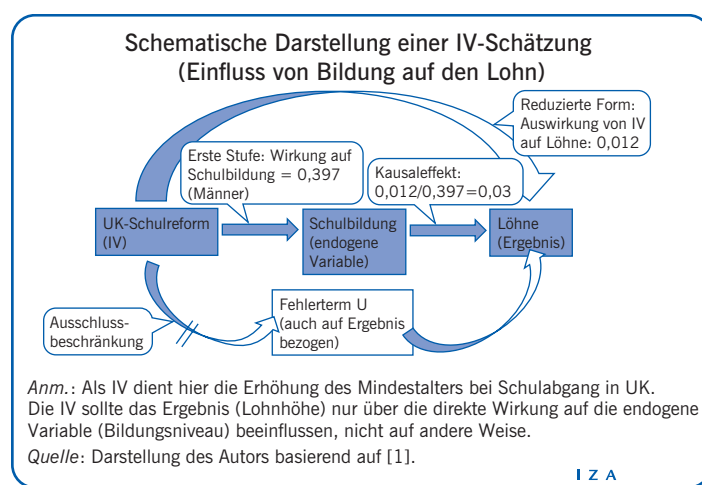 Schematische Darstellung einer IV-Schätzung
(Einfluss von Bildung auf den Lohn)
Reduzierte Form:
Auswirkung von IV
auf Löhne: 0,012
Erste Stufe: Wirkung auf
Schulbildung = 0,397
(Männer)
Kausaleffekt:
0,012/0,397=0,03
UK-Schulreform
(IV)
Schulbildung
(endogene
Variable)
Löhne
(Ergebnis)
Ausschluss-
beschränkung
Fehlerterm U
(auch auf Ergebnis
bezogen)
Anm.: Als IV dient hier die Erhöhung des Mindestalters bei Schulabgang in UK.
Die IV sollte das Ergebnis (Lohnhöhe) nur über die direkte Wirkung auf die endogene
Variable (Bildungsniveau) beeinflussen, nicht auf andere Weise.
Quelle: Darstellung des Autors basierend auf [1].
I Z A